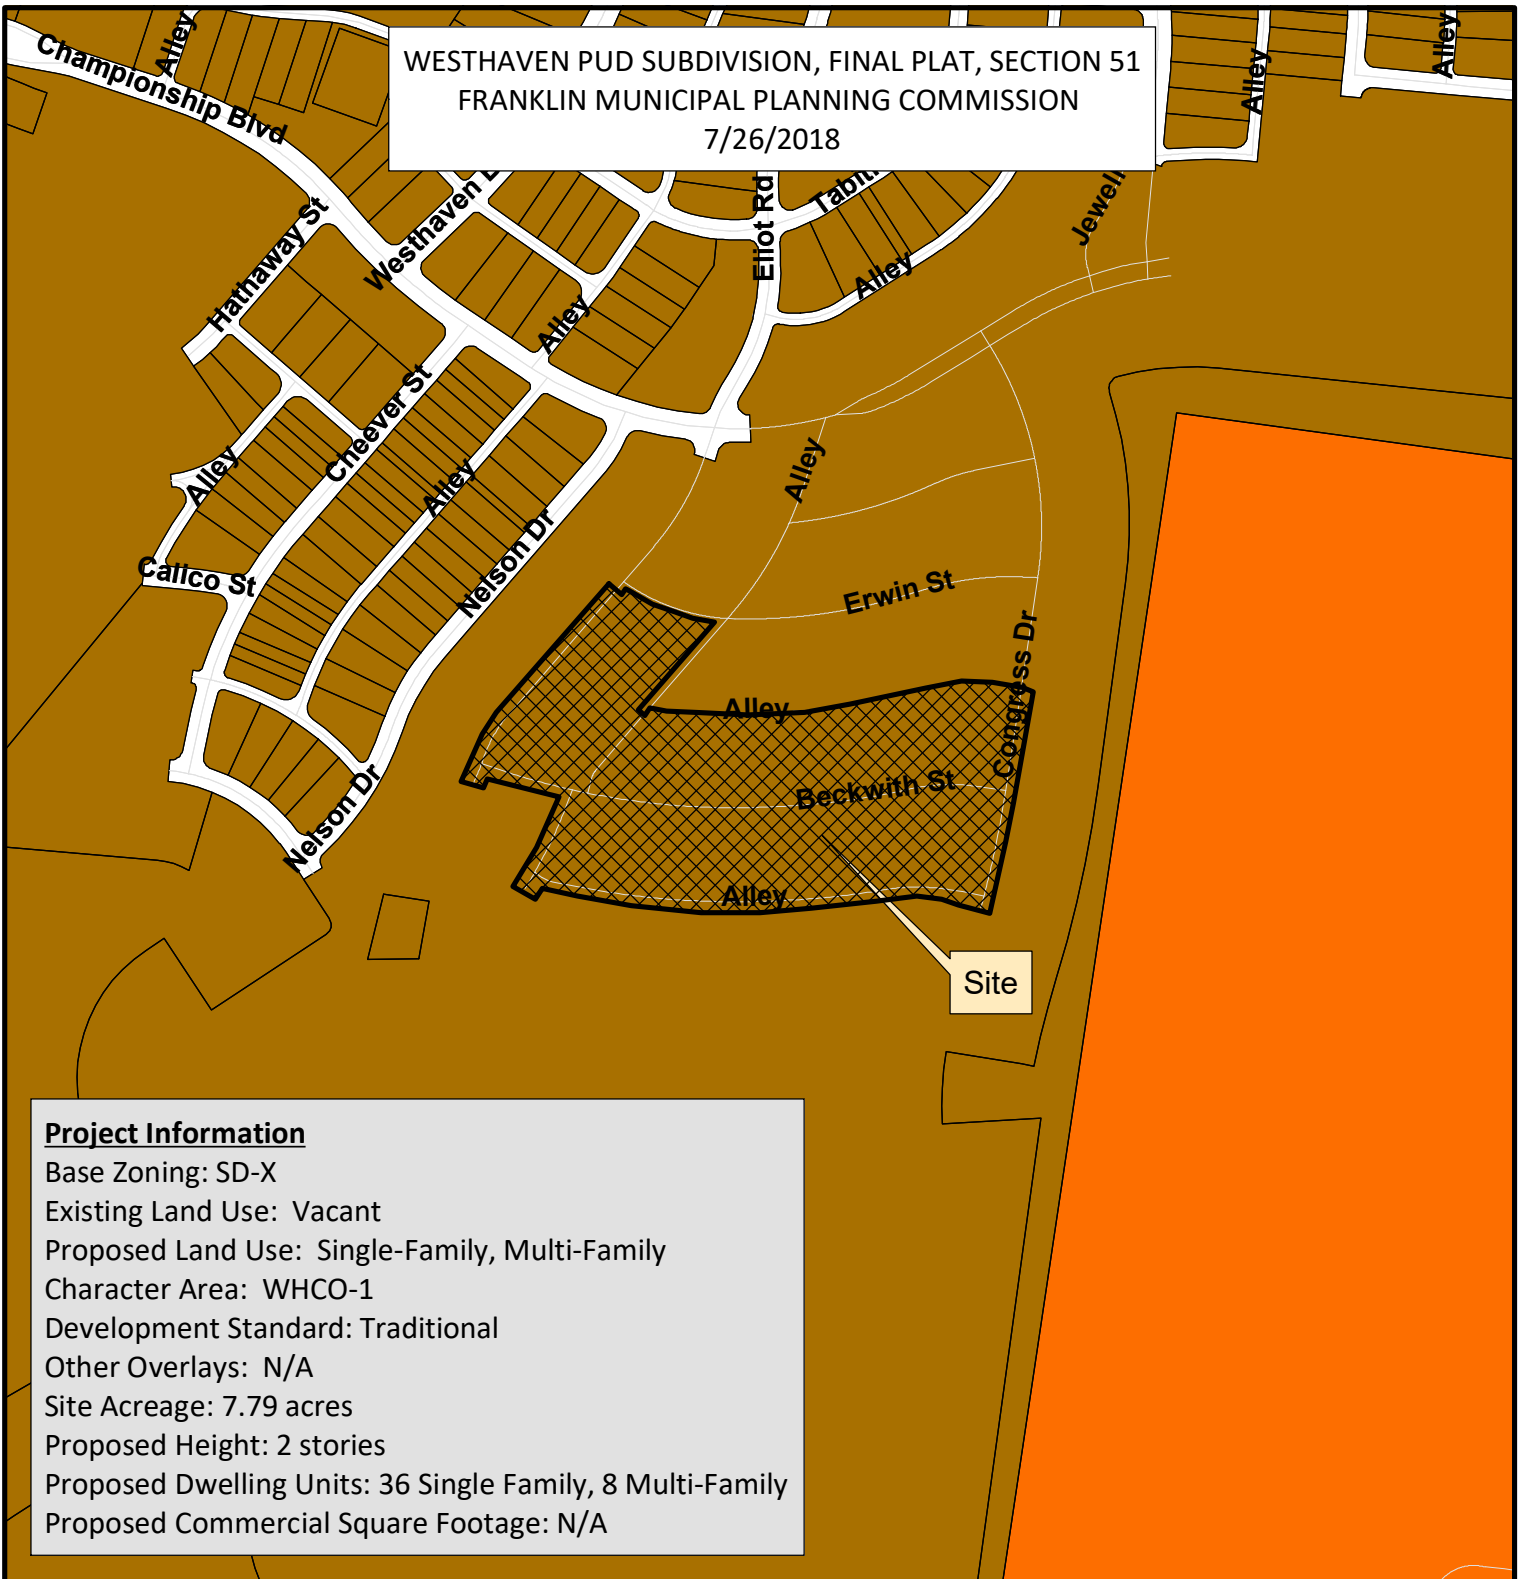 WESTHAVEN PUD SUBDIVISION, FINAL PLAT, SECTION 51
FRANKLIN MUNICIPAL PLANNING COMMISSION
7/26/2018
Alley
Championship Blvd
Alley
Alley
Hathaway St
Westhaven
Eliot Rd
Alley
Alley
Cheever St
Alley
Alley
Alley
Nelson Dr
Calico St
Erwin St
Congress Dr
Alley
Beckwith St
Nelson Dr
Alley
Site
Project Information
Base Zoning: SD-X
Existing Land Use: Vacant
Proposed Land Use: Single-Family, Multi-Family
Character Area: WHCO-1
Development Standard: Traditional
Other Overlays: N/A
Site Acreage: 7.79 acres
Proposed Height: 2 stories
Proposed Dwelling Units: 36 Single Family, 8 Multi-Family
Proposed Commercial Square Footage: N/A